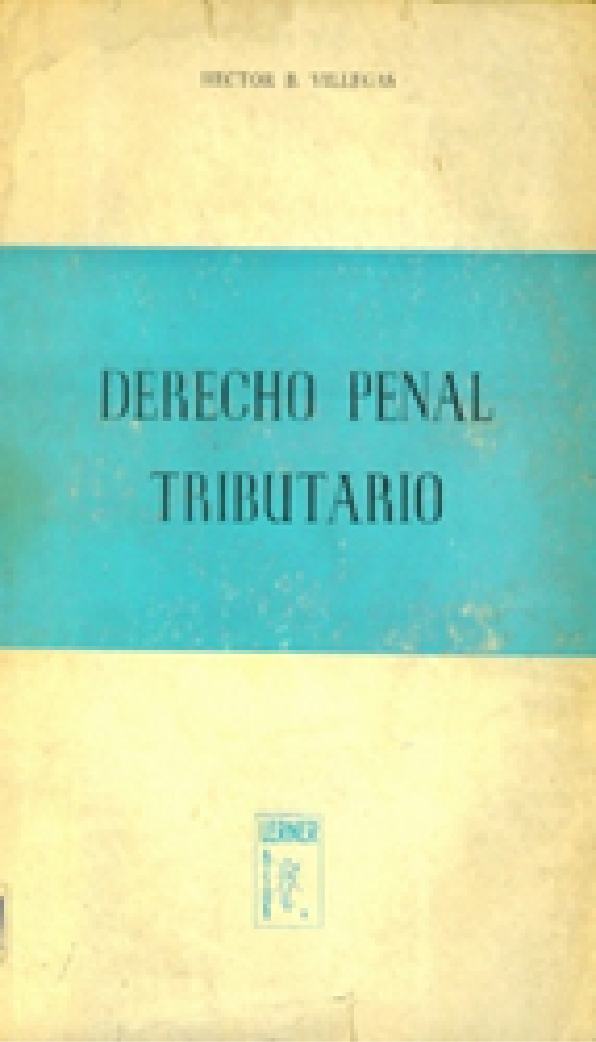 HECTOR B. VILLEGAS
DERECHO PENAL
TRIBUTARIO
LERNER